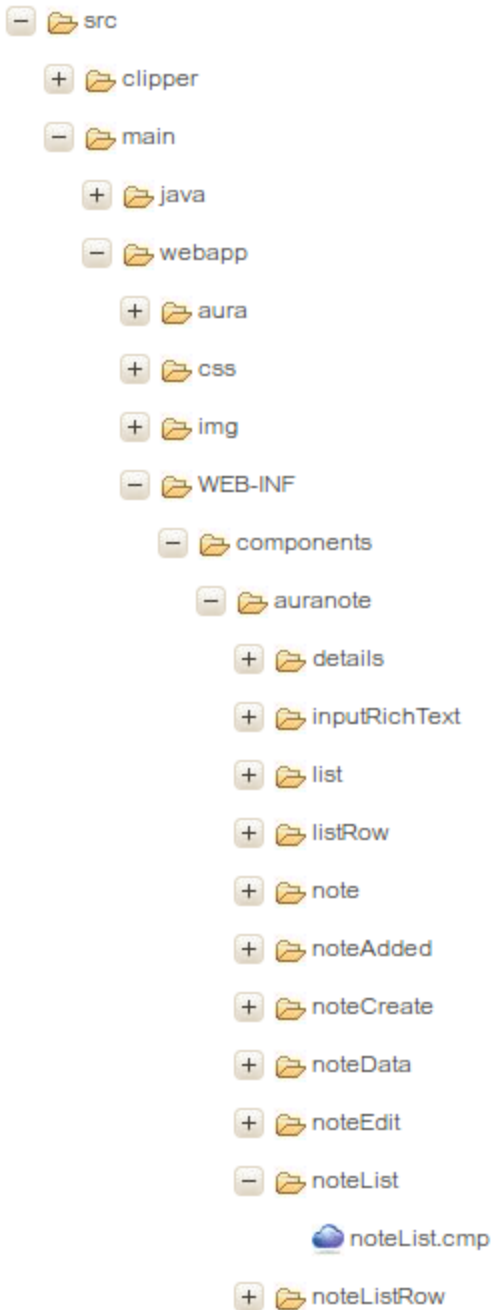 src
clipper
main
java
webapp
aura
css
img
WEB-INF
components
auranote
details
inputRichText
list
listRow
note
noteAdded
noteCreate
noteData
noteEdit
noteList
noteList.cmp
noteListRow